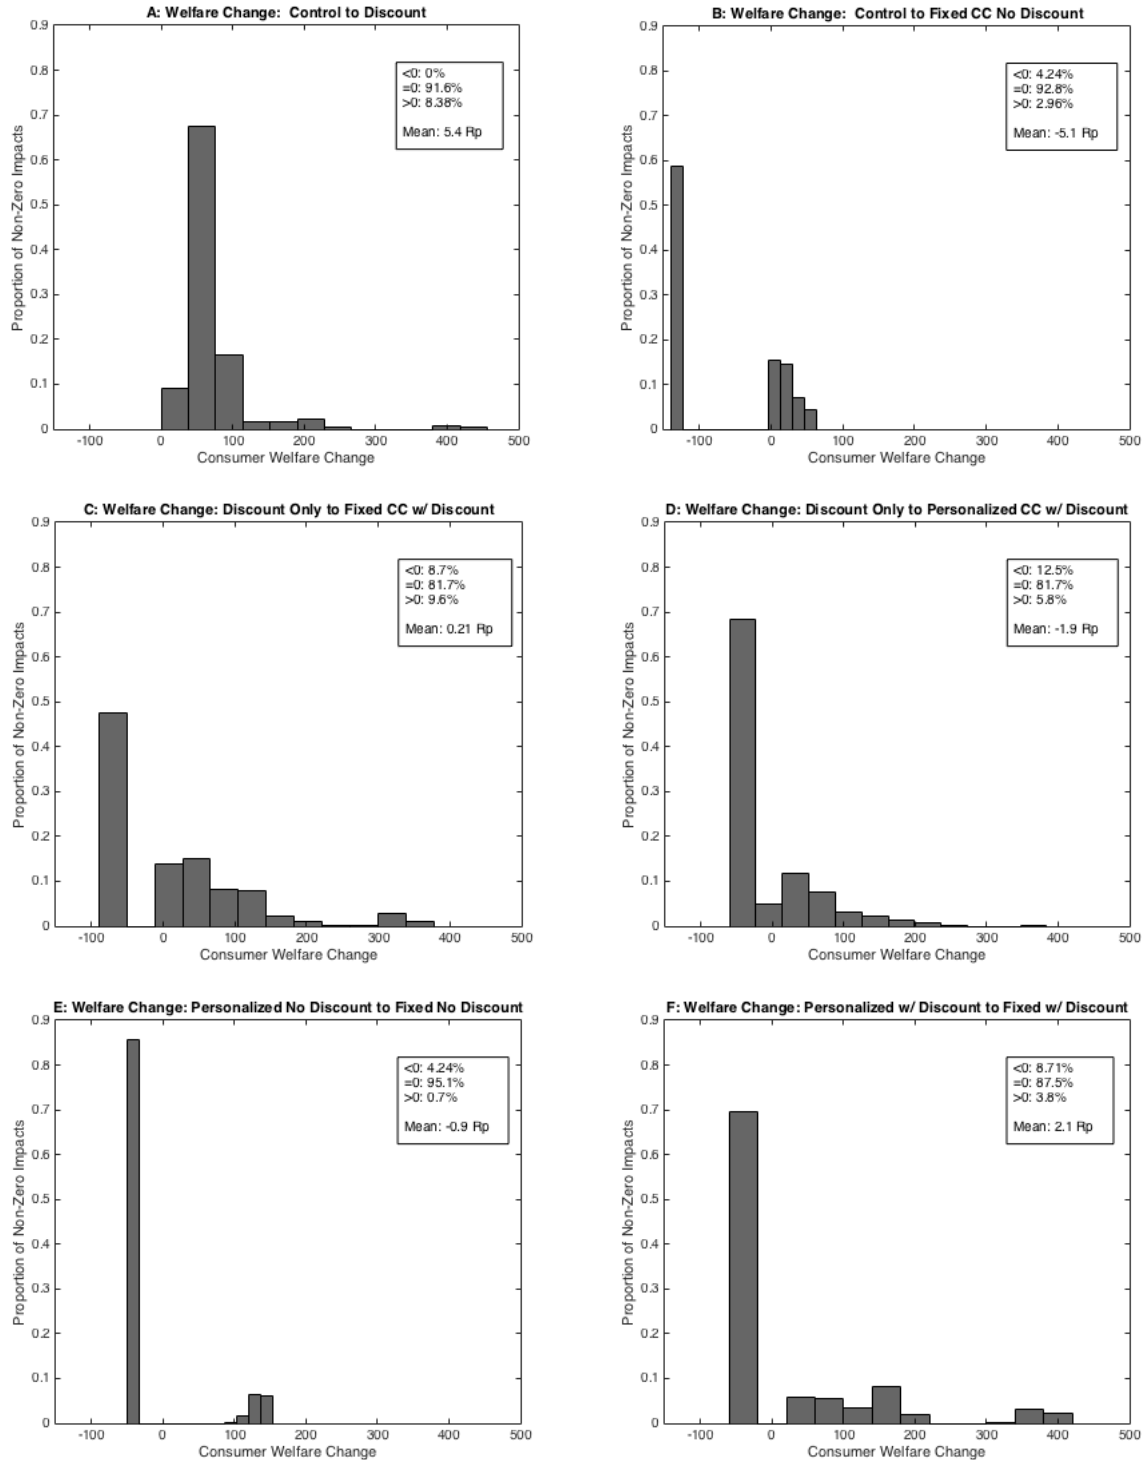 A: Welfare Change: Control to Discount
0.9
0.8
0.7
0.6
0.5
0.4
0.3
0.2
0.1
0
Proportion of Non-Zero Impacts
<0: 0%
=0: 91.6%
>0: 8.38%
Mean: 5.4 Rp
-100 0 100 200 300 400 500
Consumer Welfare Change
B: Welfare Change: Control to Fixed CC No Discount
0.9
0.8
0.7
0.6
0.5
0.4
0.3
0.2
0.1
0
Proportion of Non-Zero Impacts
<0: 4.24%
=0: 92.8%
>0: 2.96%
Mean: -5.1 Rp
-100 0 100 200 300 400 500
Consumer Welfare Change
C: Welfare Change: Discount Only to Fixed CC w/ Discount
0.9
0.8
0.7
0.6
0.5
0.4
0.3
0.2
0.1
0
Proportion of Non-Zero Impacts
<0: 8.7%
=0: 81.7%
>0: 9.6%
Mean: 0.21 Rp
-100 0 100 200 300 400 500
Consumer Welfare Change
D: Welfare Change: Discount Only to Personalized CC w/ Discount
0.9
0.8
0.7
0.6
0.5
0.4
0.3
0.2
0.1
0
Proportion of Non-Zero Impacts
<0: 12.5%
=0: 81.7%
>0: 5.8%
Mean: -1.9 Rp
-100 0 100 200 300 400 500
Consumer Welfare Change
E: Welfare Change: Personalized No Discount to Fixed No Discount
0.9
0.8
0.7
0.6
0.5
0.4
0.3
0.2
0.1
0
Proportion of Non-Zero Impacts
<0: 4.24%
=0: 95.1%
>0: 0.7%
Mean: -0.9 Rp
-100 0 100 200 300 400 500
Consumer Welfare Change
F: Welfare Change: Personalized w/ Discount to Fixed w/ Discount
0.9
0.8
0.7
0.6
0.5
0.4
0.3
0.2
0.1
0
Proportion of Non-Zero Impacts
<0: 8.71%
=0: 87.5%
>0: 3.8%
Mean: 2.1 Rp
-100 0 100 200 300 400 500
Consumer Welfare Change